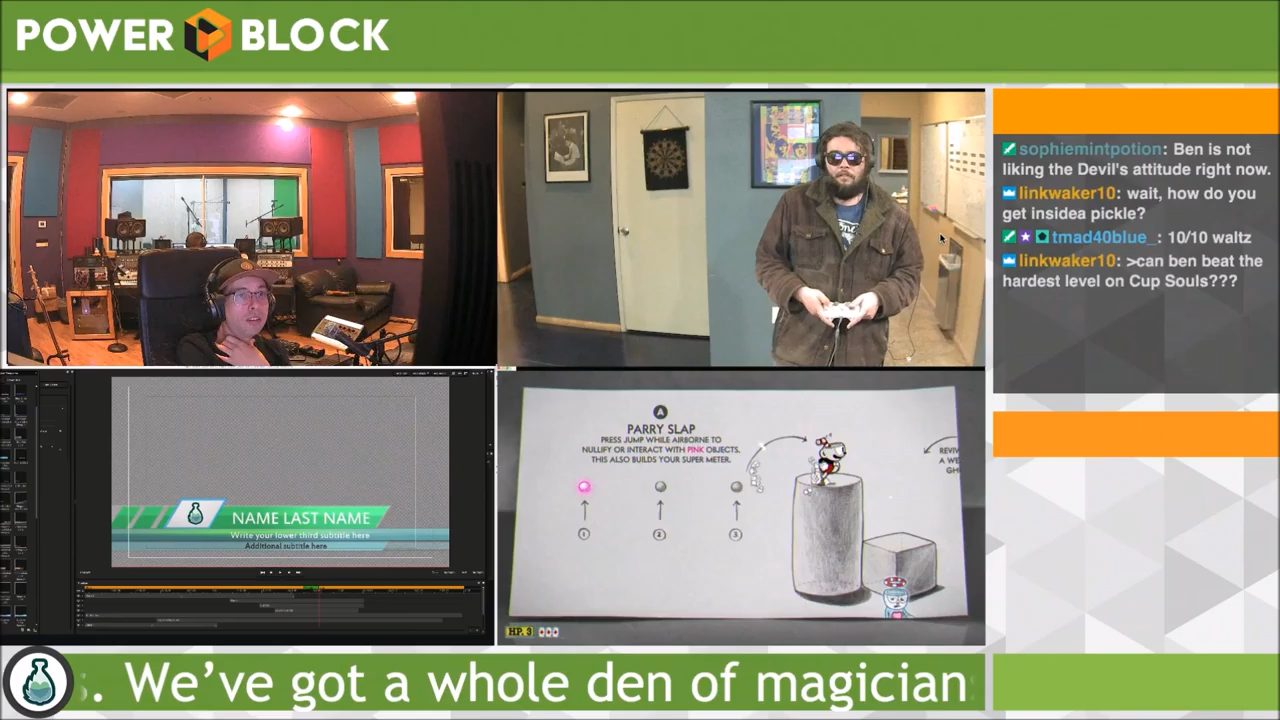 POWER BLOCK
sophiemintpotion: Ben is not
liking the Devil's attitude right now.
linkwaker10: wait, how do you
get insidea pickle?
tmad40blue_: 10/10 waltz
linkwaker10: >can ben beat the
hardest level on Cup Souls???
NAME LAST NAME
Write your lower third subtitle here
Additional subtitle here
A
PARRY SLAP
PRESS JUMP WHILE AIRBORNE TO
NULLIFY OR INTERACT WITH PINK OBJECTS.
THIS ALSO BUILDS YOUR SUPER METER.
1
2
3
REVIV
A WE
GH
HP. 3
s. We've got a whole den of magician